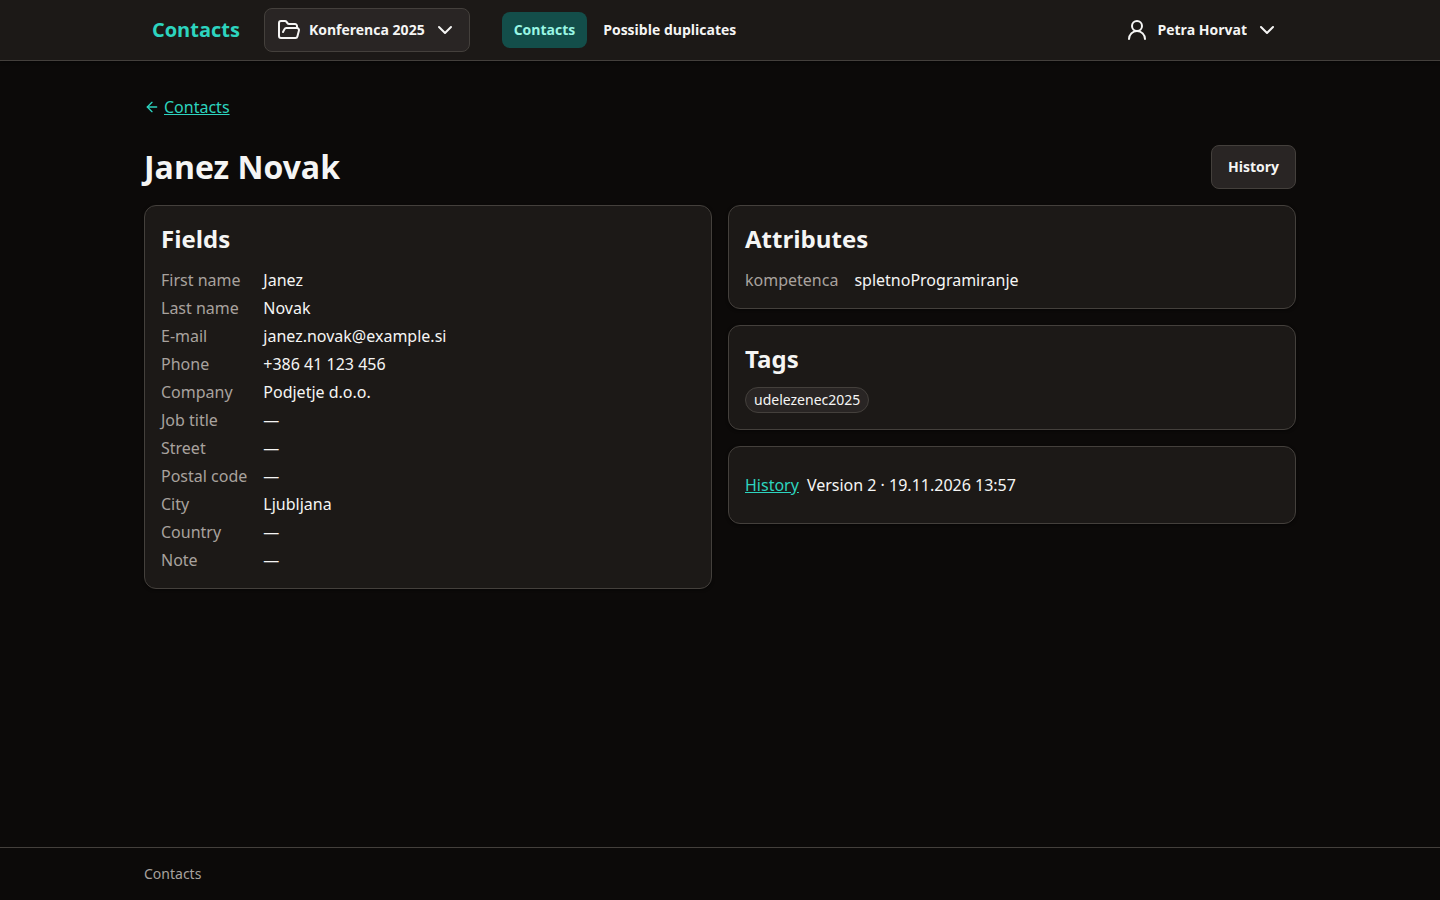 Contacts
Konferenca 2025
Contacts
Possible duplicates
Petra Horvat
← Contacts
Janez Novak
History
Fields
First name Janez
Last name Novak
E-mail janez.novak@example.si
Phone +386 41 123 456
Company Podjetje d.o.o.
Job title —
Street —
Postal code —
City Ljubljana
Country —
Note —
Attributes
kompetenca spletnoProgramiranje
Tags
udelezenec2025
History Version 2 · 19.11.2026 13:57
Contacts